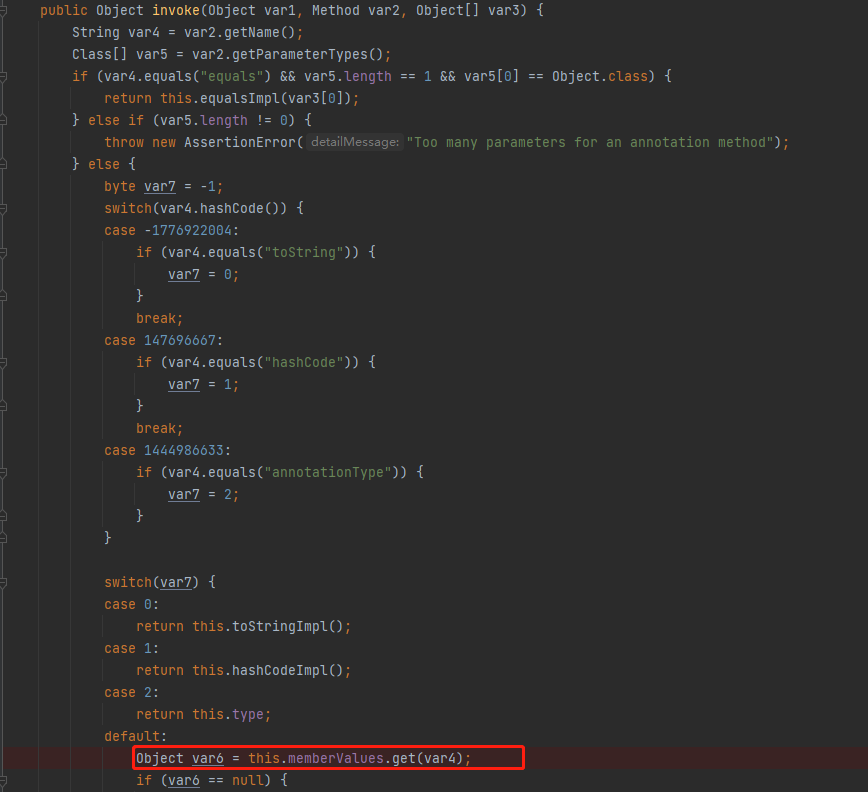 public Object invoke(Object var1, Method var2, Object[] var3) {
String var4 = var2.getName();
Class[] var5 = var2.getParameterTypes();
if (var4.equals("equals") && var5.length == 1 && var5[0] == Object.class) {
return this.equalsImpl(var3[0]);
} else if (var5.length != 0) {
throw new AssertionError( detailMessage: "Too many parameters for an annotation method");
} else {
byte var7 = -1;
switch(var4.hashCode()) {
case -1776922004:
if (var4.equals("toString")) {
var7 = 0;
}
break;
case 147696667:
if (var4.equals("hashCode")) {
var7 = 1;
}
break;
case 1444986633:
if (var4.equals("annotationType")) {
var7 = 2;
}
}
switch(var7) {
case 0:
return this.toStringImpl();
case 1:
return this.hashCodeImpl();
case 2:
return this.type;
default:
Object var6 = this.memberValues.get(var4);
if (var6 == null) {